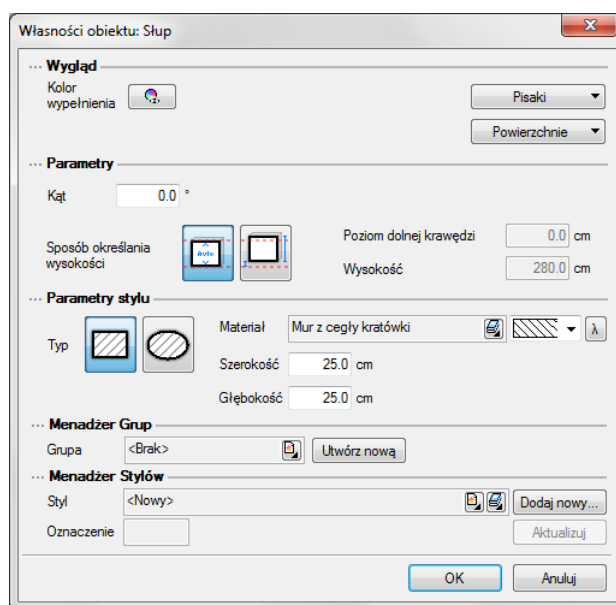 Własności obiektu: Słup
Wygląd
Kolor
wypełnienia
Pisaki
Powierzchnie
Parametry
Kąt 0.0 °
Sposób określania
wysokości
Auto
Poziom dolnej krawędzi 0.0 cm
Wysokość 280.0 cm
Parametry stylu
Typ
Materiał Mur z cegły kratówki λ
Szerokość 25.0 cm
Głębokość 25.0 cm
Menadżer Grup
Grupa <Brak> Utwórz nową
Menadżer Stylów
Styl <Nowy> Dodaj nowy...
Oznaczenie Aktualizuj
OK Anuluj